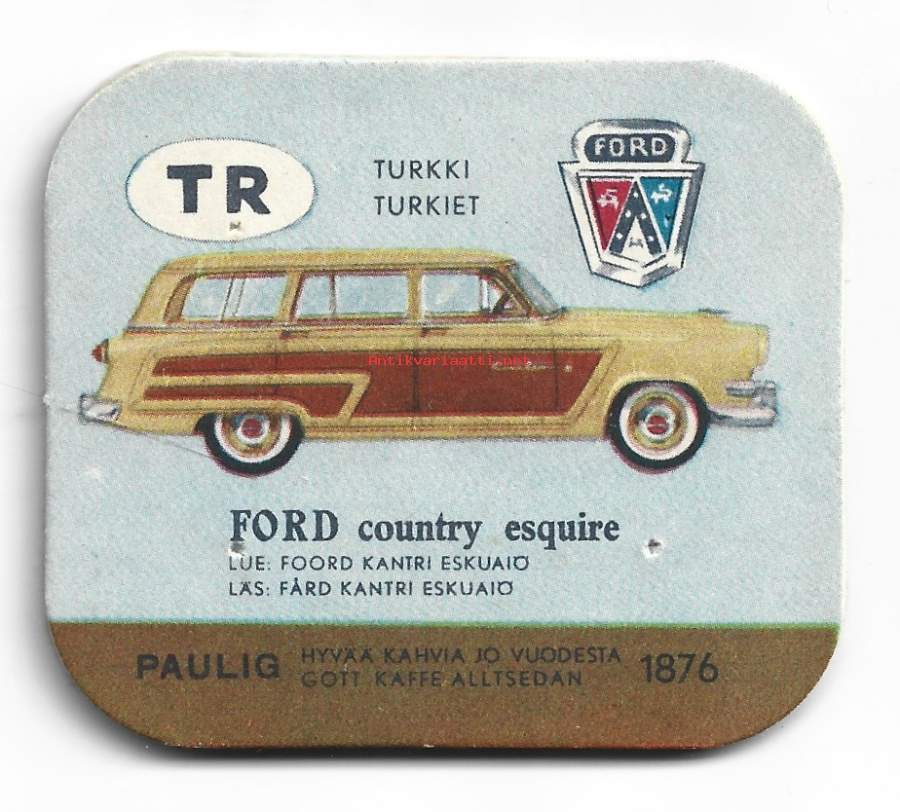 TR
TURKKI
TURKIET
FORD
Antikvariaatti.net
FORD country esquire
LUE: FOORD KANTRI ESKUAIÖ
LÄS: FÅRD KANTRI ESKUAIÖ
PAULIG
HYVÄÄ KAHVIA JO VUODESTA
GOTT KAFFE ALLTSEDAN
1876